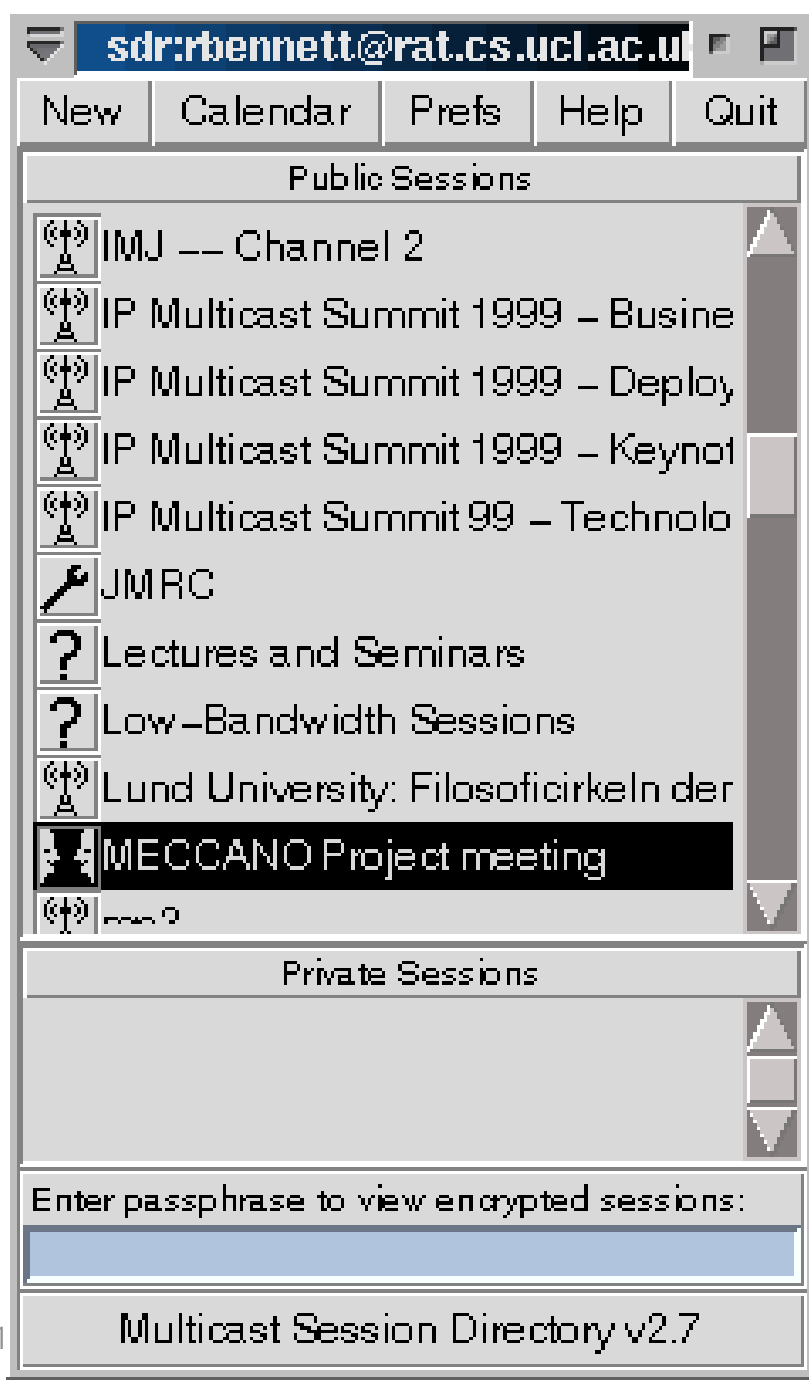 sdr:rbennett@rat.cs.ucl.ac.u
New Calendar Prefs Help Quit
Public Sessions
IMJ -- Channel 2
IP Multicast Summit 1999 - Busine
IP Multicast Summit 1999 - Deploy
IP Multicast Summit 1999 - Keynot
IP Multicast Summit 99 - Technolo
JMRC
? Lectures and Seminars
? Low-Bandwidth Sessions
Lund University: Filosoficirkeln der
MECCANO Project meeting
Private Sessions
Enter passphrase to view encrypted sessions:
Multicast Session Directory v2.7